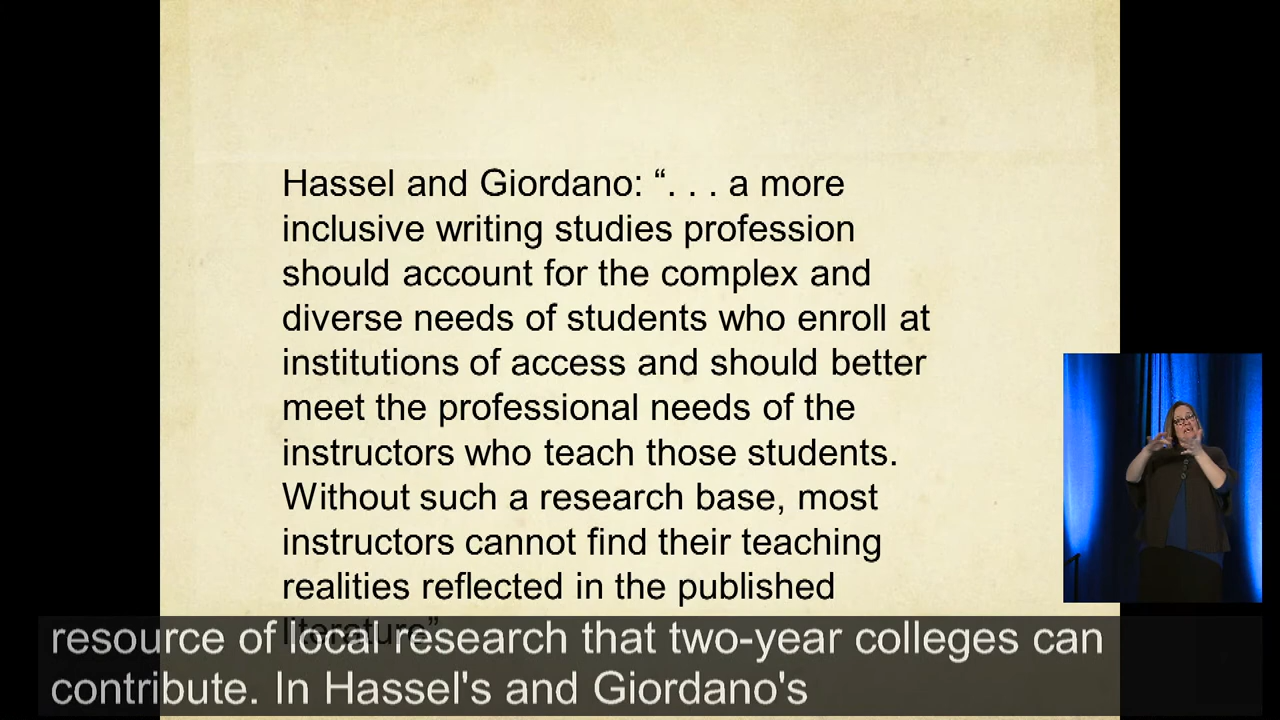 Hassel and Giordano: “. . . a more
inclusive writing studies profession
should account for the complex and
diverse needs of students who enroll at
institutions of access and should better
meet the professional needs of the
instructors who teach those students.
Without such a research base, most
instructors cannot find their teaching
realities reflected in the published
literature”
resource of local research that two-year colleges can
contribute. In Hassel's and Giordano's